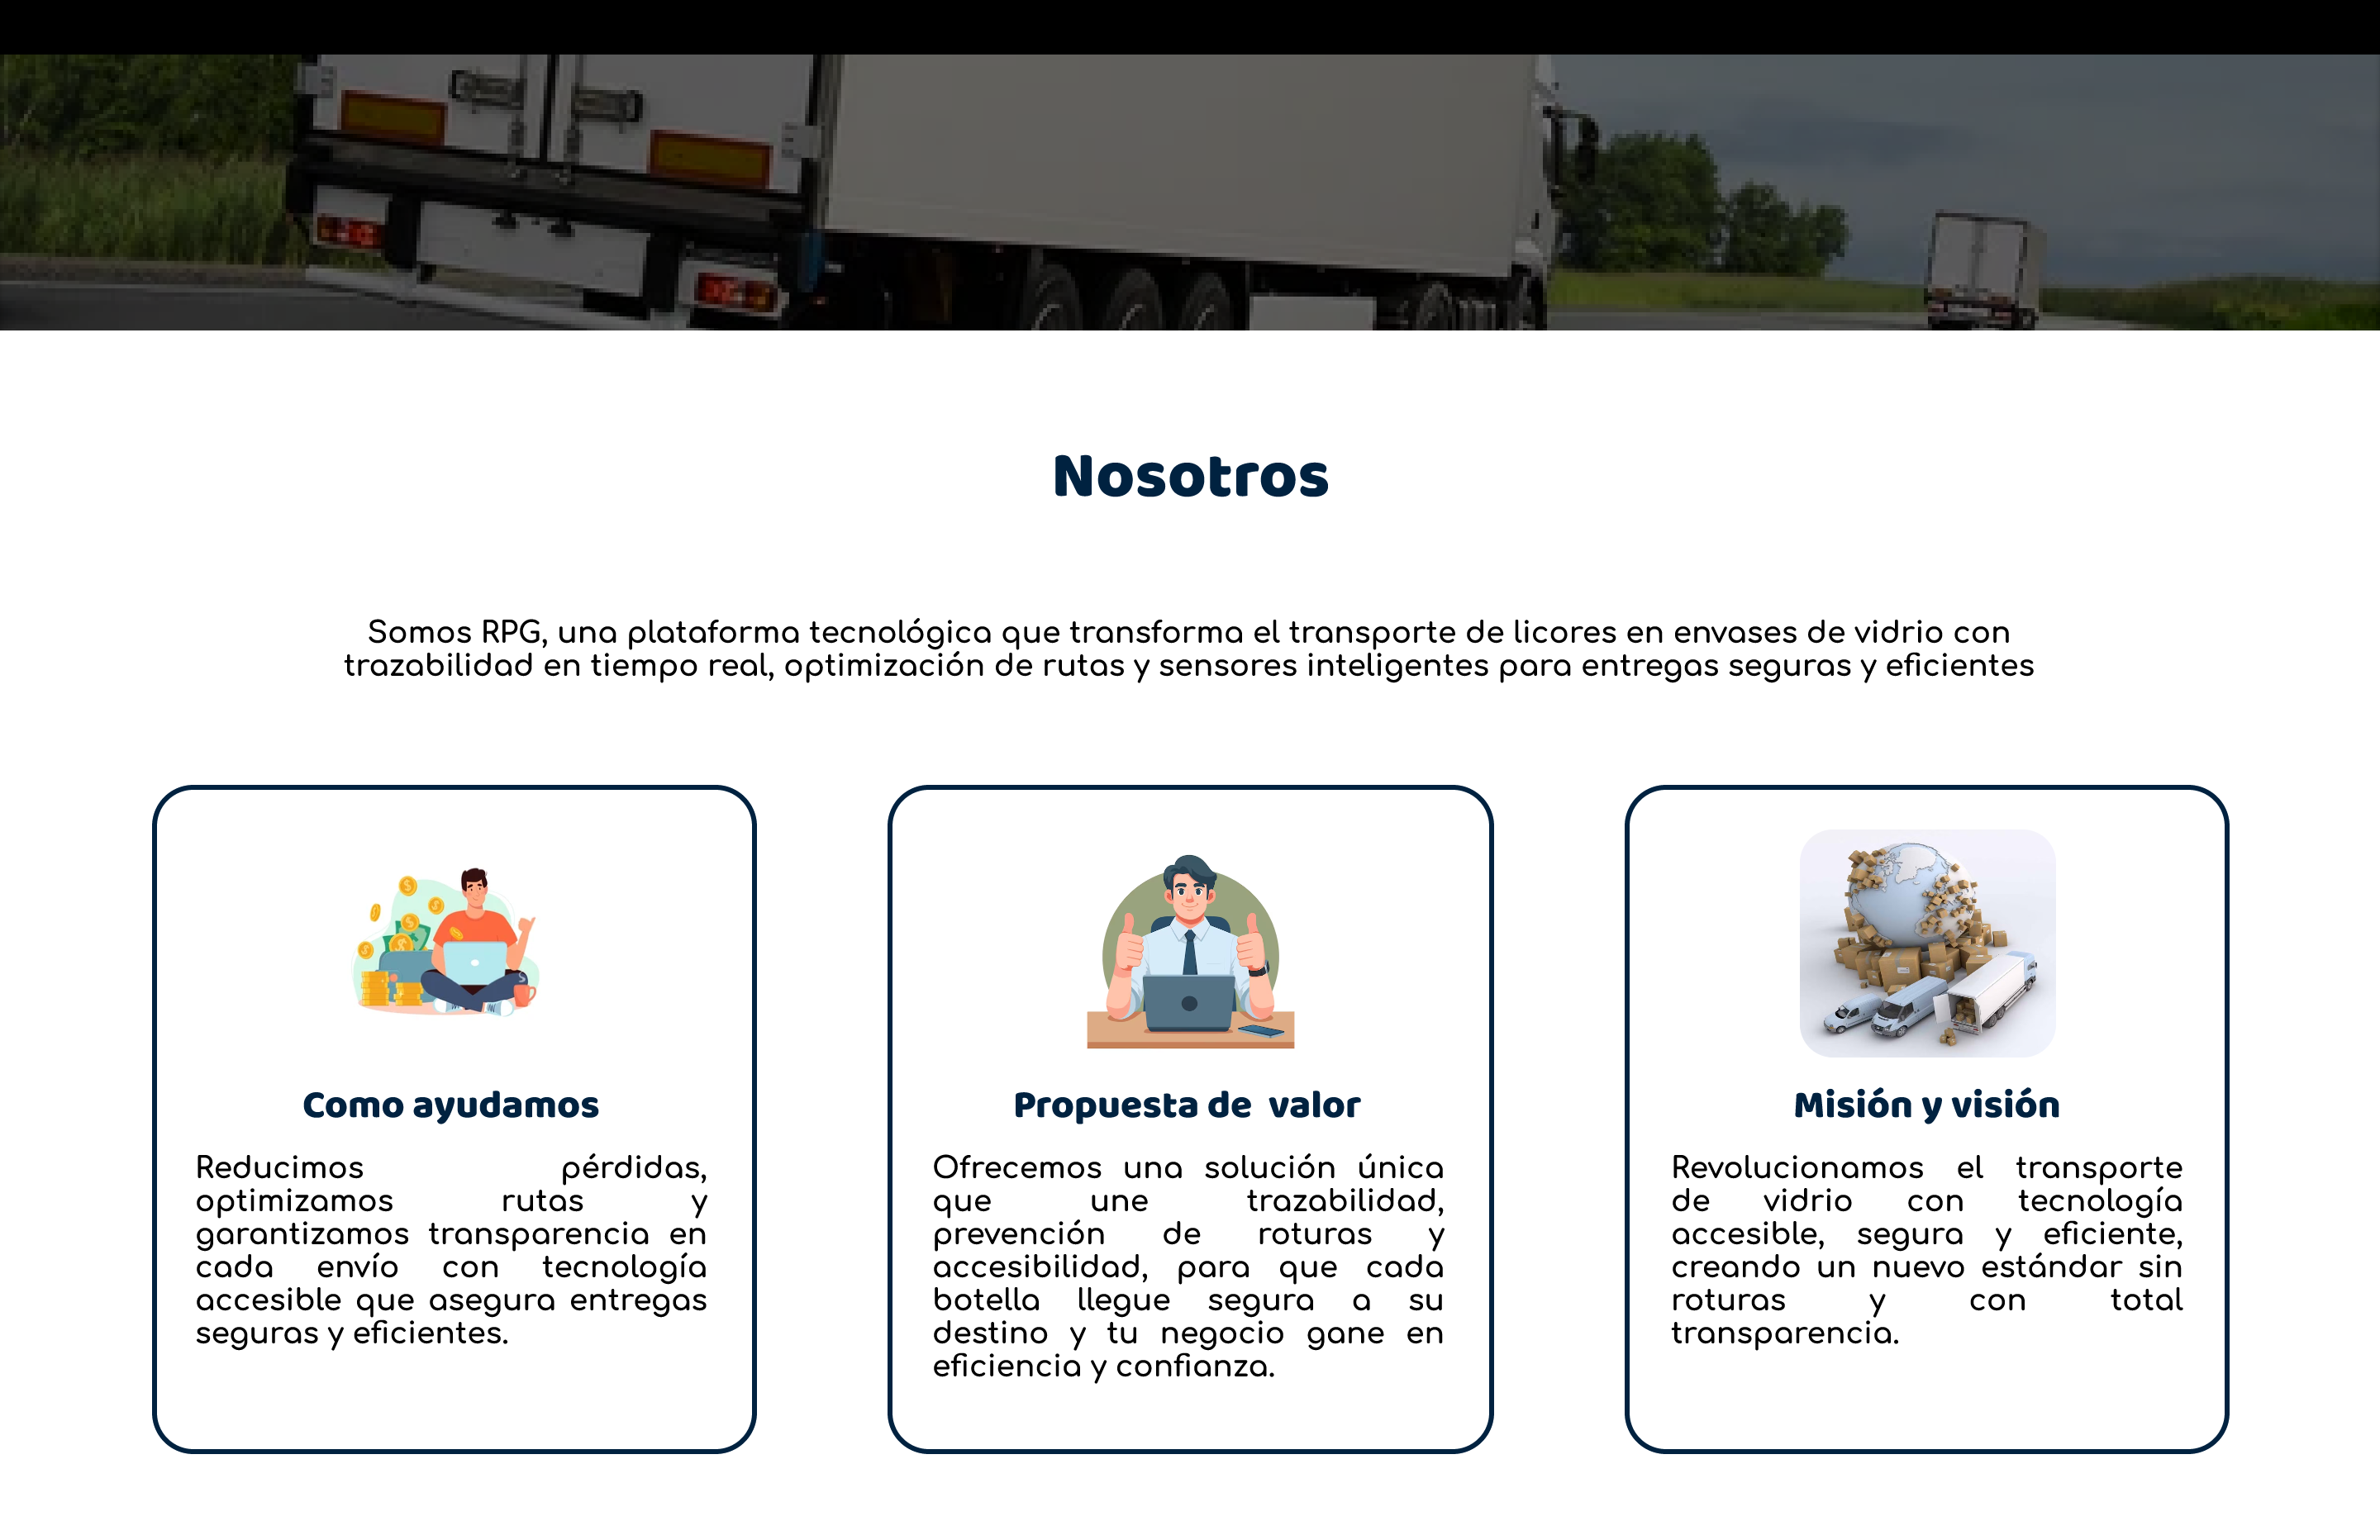 Nosotros
Somos RPG, una plataforma tecnológica que transforma el transporte de licores en envases de vidrio con
trazabilidad en tiempo real, optimización de rutas y sensores inteligentes para entregas seguras y eficientes
Como ayudamos
Reducimos pérdidas,
optimizamos rutas y
garantizamos transparencia en
cada envío con tecnología
accesible que asegura entregas
seguras y eficientes.
Propuesta de  valor
Ofrecemos una solución única
que une trazabilidad,
prevención de roturas y
accesibilidad, para que cada
botella llegue segura a su
destino y tu negocio gane en
eficiencia y confianza.
Misión y visión
Revolucionamos el transporte
de vidrio con tecnología
accesible, segura y eficiente,
creando un nuevo estándar sin
roturas y con total
transparencia.